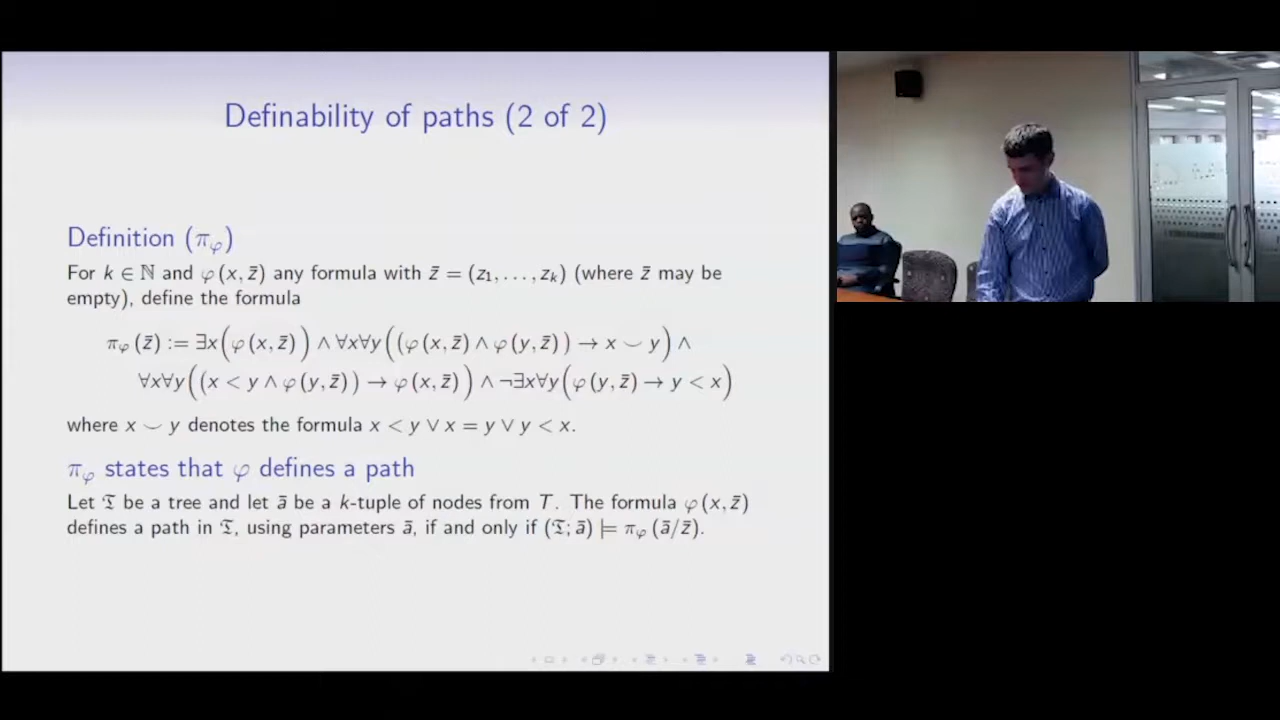 Definability of paths (2 of 2)
Definition (π_φ)
For k ∈ ℕ and φ(x, z̄) any formula with z̄ = (z₁, . . . , z_k) (where z̄ may be
empty), define the formula
π_φ(z̄) := ∃x(φ(x, z̄)) ∧ ∀x∀y((φ(x, z̄) ∧ φ(y, z̄)) → x ⌣ y) ∧
∀x∀y((x < y ∧ φ(y, z̄)) → φ(x, z̄)) ∧ ¬∃x∀y(φ(y, z̄) → y < x)
where x ⌣ y denotes the formula x < y ∨ x = y ∨ y < x.
π_φ states that φ defines a path
Let 𝔗 be a tree and let ā be a k-tuple of nodes from T. The formula φ(x, z̄)
defines a path in 𝔗, using parameters ā, if and only if (𝔗; ā) ⊨ π_φ(ā/z̄).